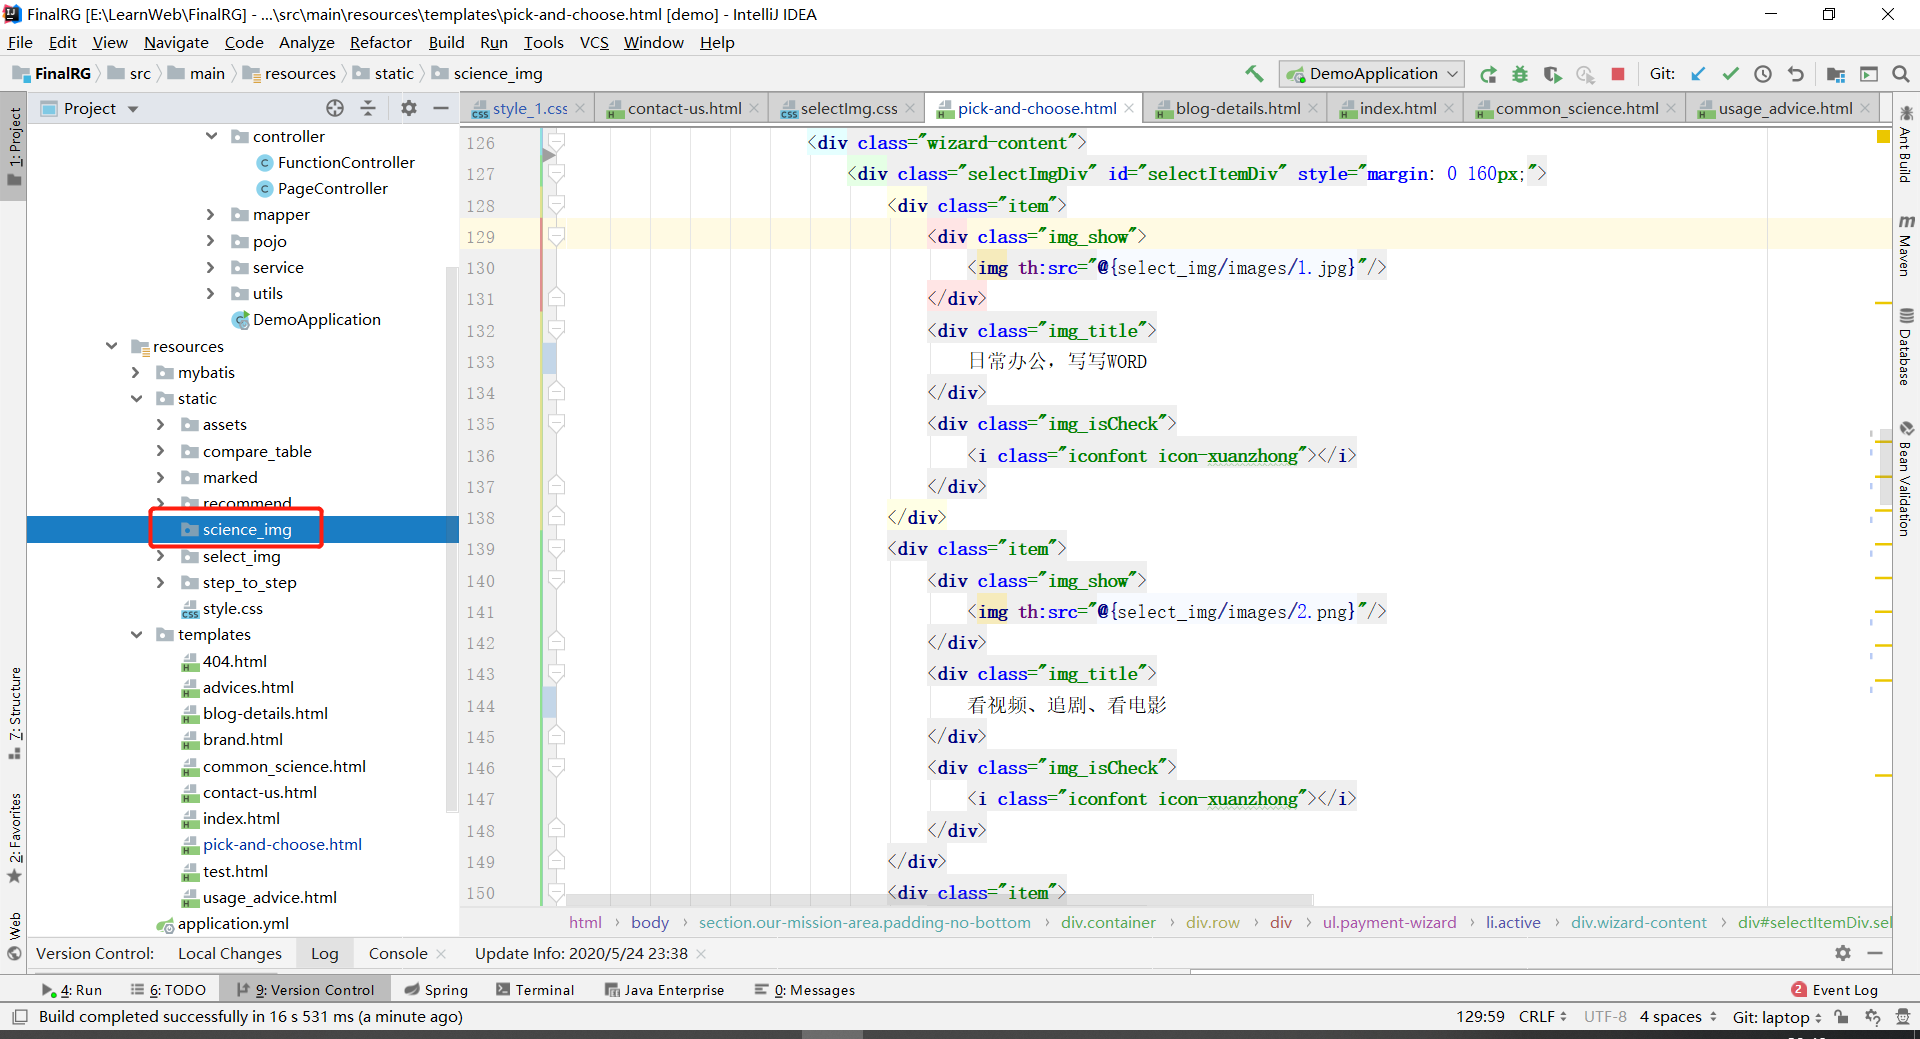 FinalRG [E:\LearnWeb\FinalRG] - ...\src\main\resources\templates\pick-and-choose.html [demo] - IntelliJ IDEA
File Edit View Navigate Code Analyze Refactor Build Run Tools VCS Window Help
FinalRG src main resources static science_img DemoApplication Git:
1: Project
Project
style_1.css contact-us.html selectImg.css pick-and-choose.html blog-details.html index.html common_science.html usage_advice.html
controller
FunctionController
PageController
mapper
pojo
service
utils
DemoApplication
resources
mybatis
static
assets
compare_table
marked
recommend
science_img
select_img
step_to_step
style.css
templates
404.html
advices.html
blog-details.html
brand.html
common_science.html
contact-us.html
index.html
pick-and-choose.html
test.html
usage_advice.html
application.yml
126 <div class="wizard-content">
127 <div class="selectImgDiv" id="selectItemDiv" style="margin: 0 160px;">
128 <div class="item">
129 <div class="img_show">
130 <img th:src="@{select_img/images/1.jpg}"/>
131 </div>
132 <div class="img_title">
133 日常办公，写写WORD
134 </div>
135 <div class="img_isCheck">
136 <i class="iconfont icon-xuanzhong"></i>
137 </div>
138 </div>
139 <div class="item">
140 <div class="img_show">
141 <img th:src="@{select_img/images/2.png}"/>
142 </div>
143 <div class="img_title">
144 看视频、追剧、看电影
145 </div>
146 <div class="img_isCheck">
147 <i class="iconfont icon-xuanzhong"></i>
148 </div>
149 </div>
150 <div class="item">
html body section.our-mission-area.padding-no-bottom div.container div.row div ul.payment-wizard li.active div.wizard-content div#selectItemDiv.sel
Ant Build
Maven
Database
Bean Validation
7: Structure
2: Favorites
Web
Version Control: Local Changes Log Console Update Info: 2020/5/24 23:38
4: Run 6: TODO 9: Version Control Spring Terminal Java Enterprise 0: Messages 2 Event Log
Build completed successfully in 16 s 531 ms (a minute ago) 129:59 CRLF UTF-8 4 spaces Git: laptop